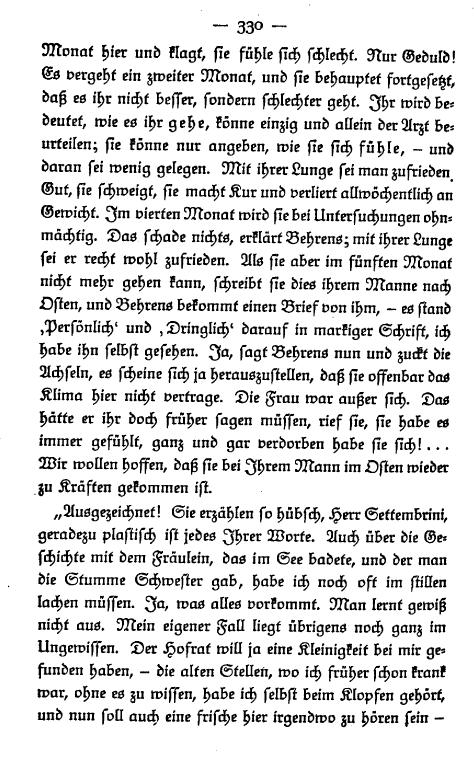 — 330 —
Monat hier und klagt, sie fühle sich schlecht. Nur Geduld!
Es vergeht ein zweiter Monat, und sie behauptet fortgesetzt,
daß es ihr nicht besser, sondern schlechter geht. Ihr wird be-
deutet, wie es ihr gehe, könne einzig und allein der Arzt be-
urteilen; sie könne nur angeben, wie sie sich fühle, – und
daran sei wenig gelegen. Mit ihrer Lunge sei man zufrieden.
Gut, sie schweigt, sie macht Kur und verliert allwöchentlich an
Gewicht. Im vierten Monat wird sie bei Untersuchungen ohn-
mächtig. Das schade nichts, erklärt Behrens; mit ihrer Lunge
sei er recht wohl zufrieden. Als sie aber im fünften Monat
nicht mehr gehen kann, schreibt sie dies ihrem Manne nach
Osten, und Behrens bekommt einen Brief von ihm, – es stand
‚Persönlich‘ und ‚Dringlich‘ darauf in markiger Schrift, ich
habe ihn selbst gesehen. Ja, sagt Behrens nun und zuckt die
Achseln, es scheine sich ja herauszustellen, daß sie offenbar das
Klima hier nicht vertrage. Die Frau war außer sich. Das
hätte er ihr doch früher sagen müssen, rief sie, sie habe es
immer gefühlt, ganz und gar verdorben habe sie sich!...
Wir wollen hoffen, daß sie bei Ihrem Mann im Osten wieder
zu Kräften gekommen ist.
„Ausgezeichnet! Sie erzählen so hübsch, Herr Settembrini,
geradezu plastisch ist jedes Ihrer Worte. Auch über die Ge-
schichte mit dem Fräulein, das im See badete, und der man
die Stumme Schwester gab, habe ich noch oft im stillen
lachen müssen. Ja, was alles vorkommt. Man lernt gewiß
nicht aus. Mein eigener Fall liegt übrigens noch ganz im
Ungewissen. Der Hofrat will ja eine Kleinigkeit bei mir ge-
funden haben, – die alten Stellen, wo ich früher schon krank
war, ohne es zu wissen, habe ich selbst beim Klopfen gehört,
und nun soll auch eine frische hier irgendwo zu hören sein –